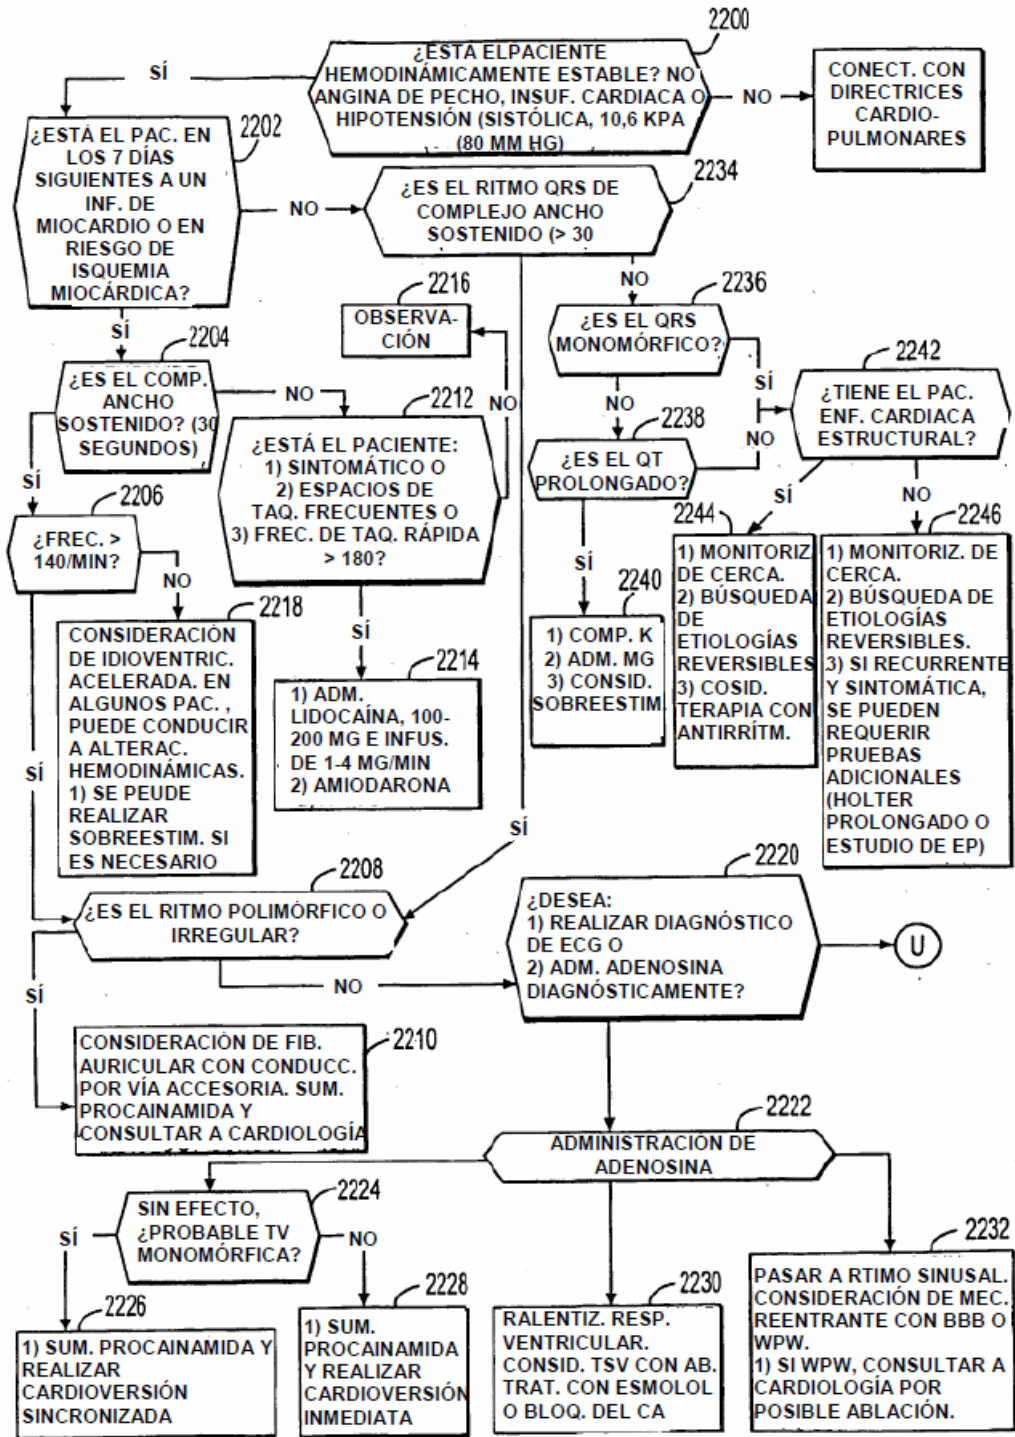 2200
¿ESTÁ ELPACIENTE
HEMODINÁMICAMENTE ESTABLE? NO
ANGINA DE PECHO, INSUF. CARDIACA O
HIPOTENSIÓN (SISTÓLICA, 10,6 KPA
(80 MM HG)
SÍ
NO
CONECT. CON
DIRECTRICES
CARDIO-
PULMONARES
2202
¿ESTÁ EL PAC. EN
LOS 7 DÍAS
SIGUIENTES A UN
INF. DE
MIOCARDIO O EN
RIESGO DE
ISQUEMIA
MIOCÁRDICA?
NO
SÍ
2234
¿ES EL RITMO QRS DE
COMPLEJO ANCHO
SOSTENIDO (> 30
NO
SÍ
2216
OBSERVA-
CIÓN
2236
¿ES EL QRS
MONOMÓRFICO?
SÍ
NO
2204
¿ES EL COMP.
ANCHO
SOSTENIDO? (30
SEGUNDOS)
NO
SÍ
2212
¿ESTÁ EL PACIENTE:
1) SINTOMÁTICO O
2) ESPACIOS DE
TAQ. FRECUENTES O
3) FREC. DE TAQ. RÁPIDA
> 180?
NO
SÍ
2238
¿ES EL QT
PROLONGADO?
NO
SÍ
2242
¿TIENE EL PAC.
ENF. CARDIACA
ESTRUCTURAL?
SÍ
NO
2206
¿FREC. >
140/MIN?
NO
SÍ
2218
CONSIDERACIÓN
DE IDIOVENTRIC.
ACELERADA. EN
ALGUNOS PAC. ,
PUEDE CONDUCIR
A ALTERAC.
HEMODINÁMICAS.
1) SE PEUDE
REALIZAR
SOBREESTIM. SI
ES NECESARIO
2214
1) ADM.
LIDOCAÍNA, 100-
200 MG E INFUS.
DE 1-4 MG/MIN
2) AMIODARONA
2240
1) COMP. K
2) ADM. MG
3) CONSID.
SOBREESTIM.
2244
1) MONITORIZ.
DE CERCA.
2) BÚSQUEDA
DE
ETIOLOGÍAS
REVERSIBLES
3) COSID.
TERAPIA CON
ANTIRRÍTM.
2246
1) MONITORIZ. DE
CERCA.
2) BÚSQUEDA DE
ETIOLOGÍAS
REVERSIBLES.
3) SI RECURRENTE
Y SINTOMÁTICA,
SE PUEDEN
REQUERIR
PRUEBAS
ADICIONALES
(HOLTER
PROLONGADO O
ESTUDIO DE EP)
2208
¿ES EL RITMO POLIMÓRFICO O
IRREGULAR?
NO
SÍ
2220
¿DESEA:
1) REALIZAR DIAGNÓSTICO
DE ECG O
2) ADM. ADENOSINA
DIAGNÓSTICAMENTE?
U
2210
CONSIDERACIÓN DE FIB.
AURICULAR CON CONDUCC.
POR VÍA ACCESORIA. SUM.
PROCAINAMIDA Y
CONSULTAR A CARDIOLOGÍA
2222
ADMINISTRACIÓN DE
ADENOSINA
2224
SIN EFECTO,
¿PROBABLE TV
MONOMÓRFICA?
SÍ
NO
2226
1) SUM. PROCAINAMIDA Y
REALIZAR
CARDIOVERSIÓN
SINCRONIZADA
2228
1) SUM.
PROCAINAMIDA
Y REALIZAR
CARDIOVERSIÓN
INMEDIATA
2230
RALENTIZ. RESP.
VENTRICULAR.
CONSID. TSV CON AB.
TRAT. CON ESMOLOL
O BLOQ. DEL CA
2232
PASAR A RTIMO SINUSAL.
CONSIDERACIÓN DE MEC.
REENTRANTE CON BBB O
WPW.
1) SI WPW, CONSULTAR A
CARDIOLOGÍA POR
POSIBLE ABLACIÓN.